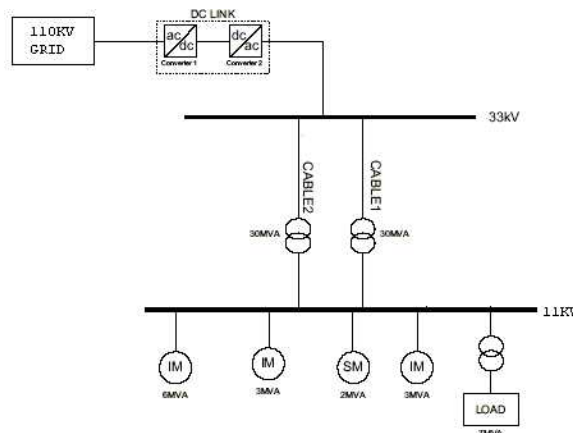 DC LINK
110KV
GRID
ac
dc
dc
ac
Converter 1
Converter 2
33kV
CABLE2
CABLE1
30MVA
30MVA
11KV
IM
IM
SM
IM
6MVA
3MVA
2MVA
3MVA
LOAD